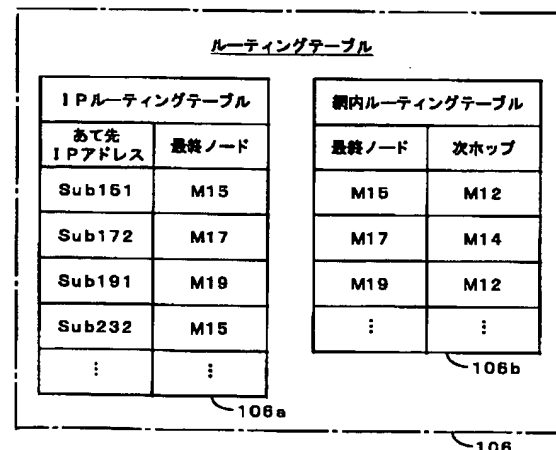 ルーティングテーブル
IPルーティングテーブル
あて先
IPアドレス
最終ノード
Sub151
M15
Sub172
M17
Sub191
M19
Sub232
M15
⋮
⋮
106a
網内ルーティングテーブル
最終ノード
次ホップ
M15
M12
M17
M14
M19
M12
⋮
⋮
106b
106